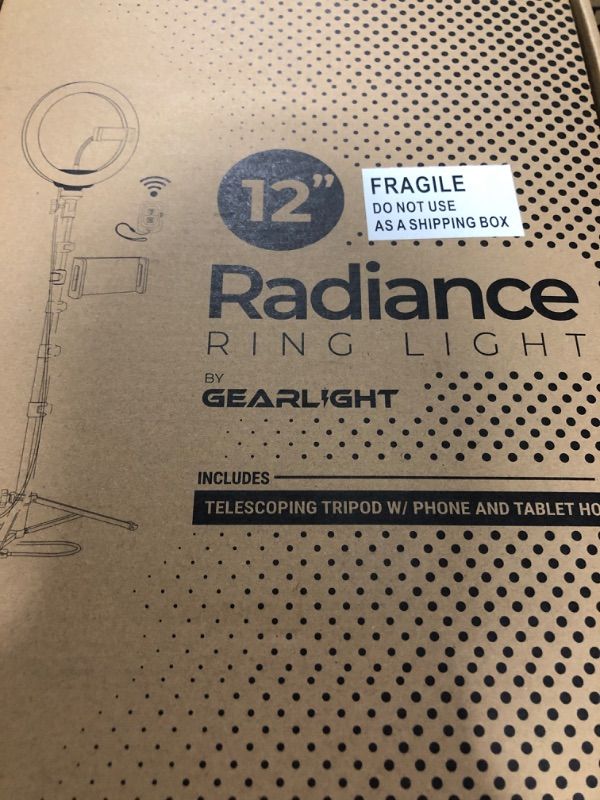 12”
FRAGILE
DO NOT USE
AS A SHIPPING BOX
Radiance
RING LIGHT
BY
GEARLIGHT
INCLUDES
TELESCOPING TRIPOD W/ PHONE AND TABLET HO